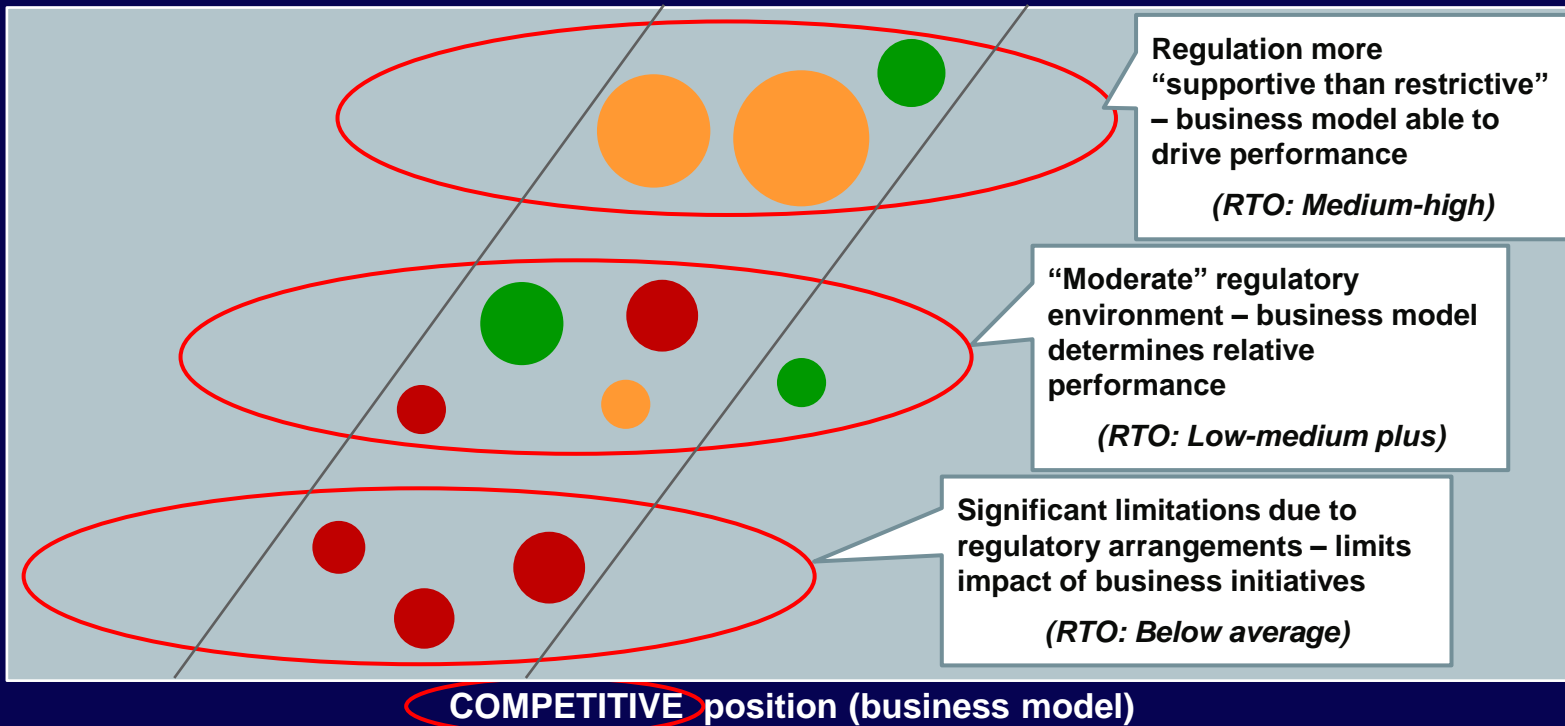 Regulation more
“supportive than restrictive”
– business model able to
drive performance
(RTO: Medium-high)
“Moderate” regulatory
environment – business model
determines relative
performance
(RTO: Low-medium plus)
Significant limitations due to
regulatory arrangements – limits
impact of business initiatives
(RTO: Below average)
COMPETITIVE position (business model)